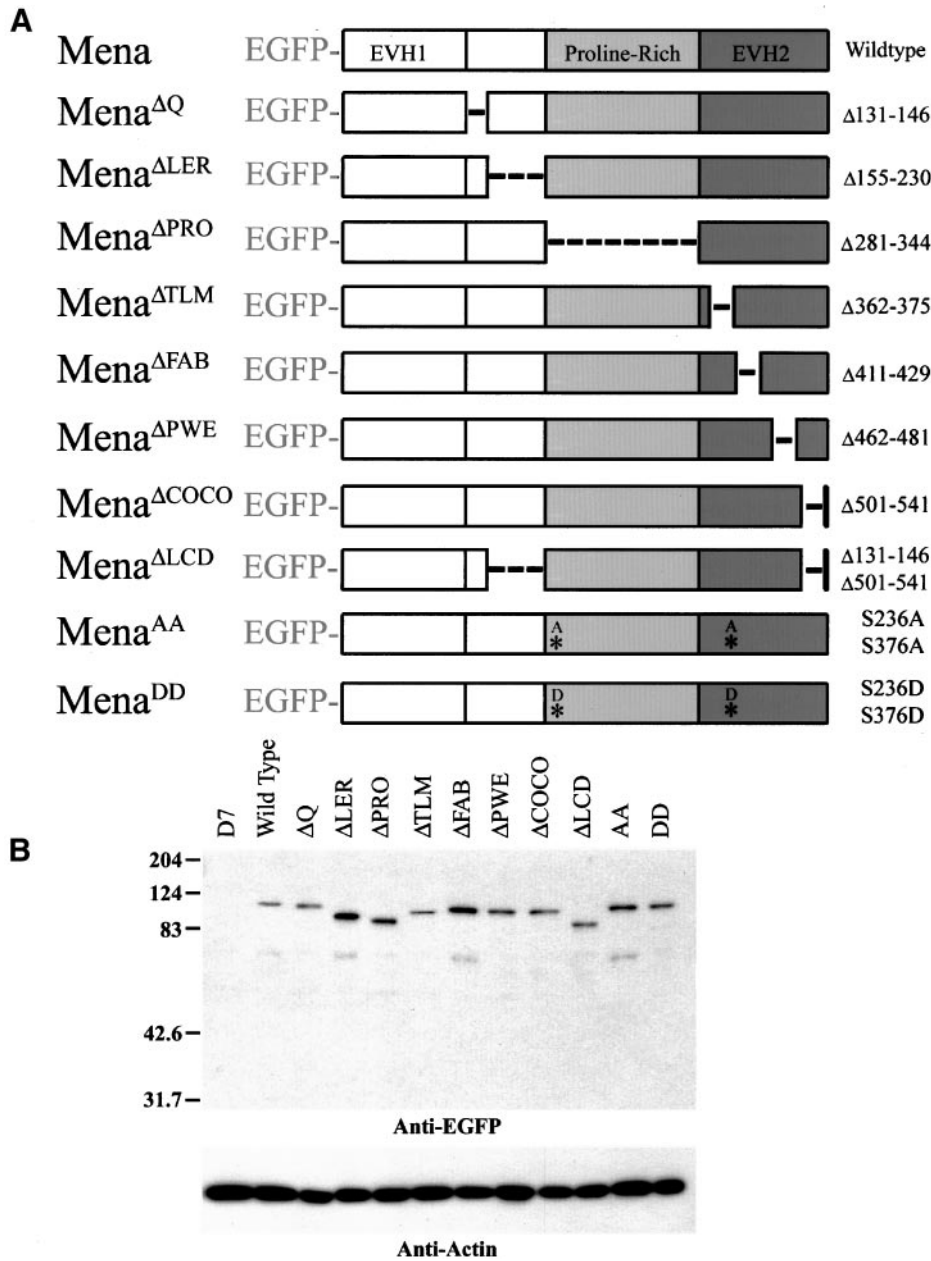 A
Mena EGFP- EVH1 Proline-Rich EVH2 Wildtype
Mena^ΔQ EGFP- Δ131-146
Mena^ΔLER EGFP- Δ155-230
Mena^ΔPRO EGFP- Δ281-344
Mena^ΔTLM EGFP- Δ362-375
Mena^ΔFAB EGFP- Δ411-429
Mena^ΔPWE EGFP- Δ462-481
Mena^ΔCOCO EGFP- Δ501-541
Mena^ΔLCD EGFP- Δ131-146
Δ501-541
Mena^AA EGFP- A * A * S236A
S376A
Mena^DD EGFP- D * D * S236D
S376D
D7 Wild Type ΔQ ΔLER ΔPRO ΔTLM ΔFAB ΔPWE ΔCOCO ΔLCD AA DD
B
204
124
83
42.6
31.7
Anti-EGFP
Anti-Actin